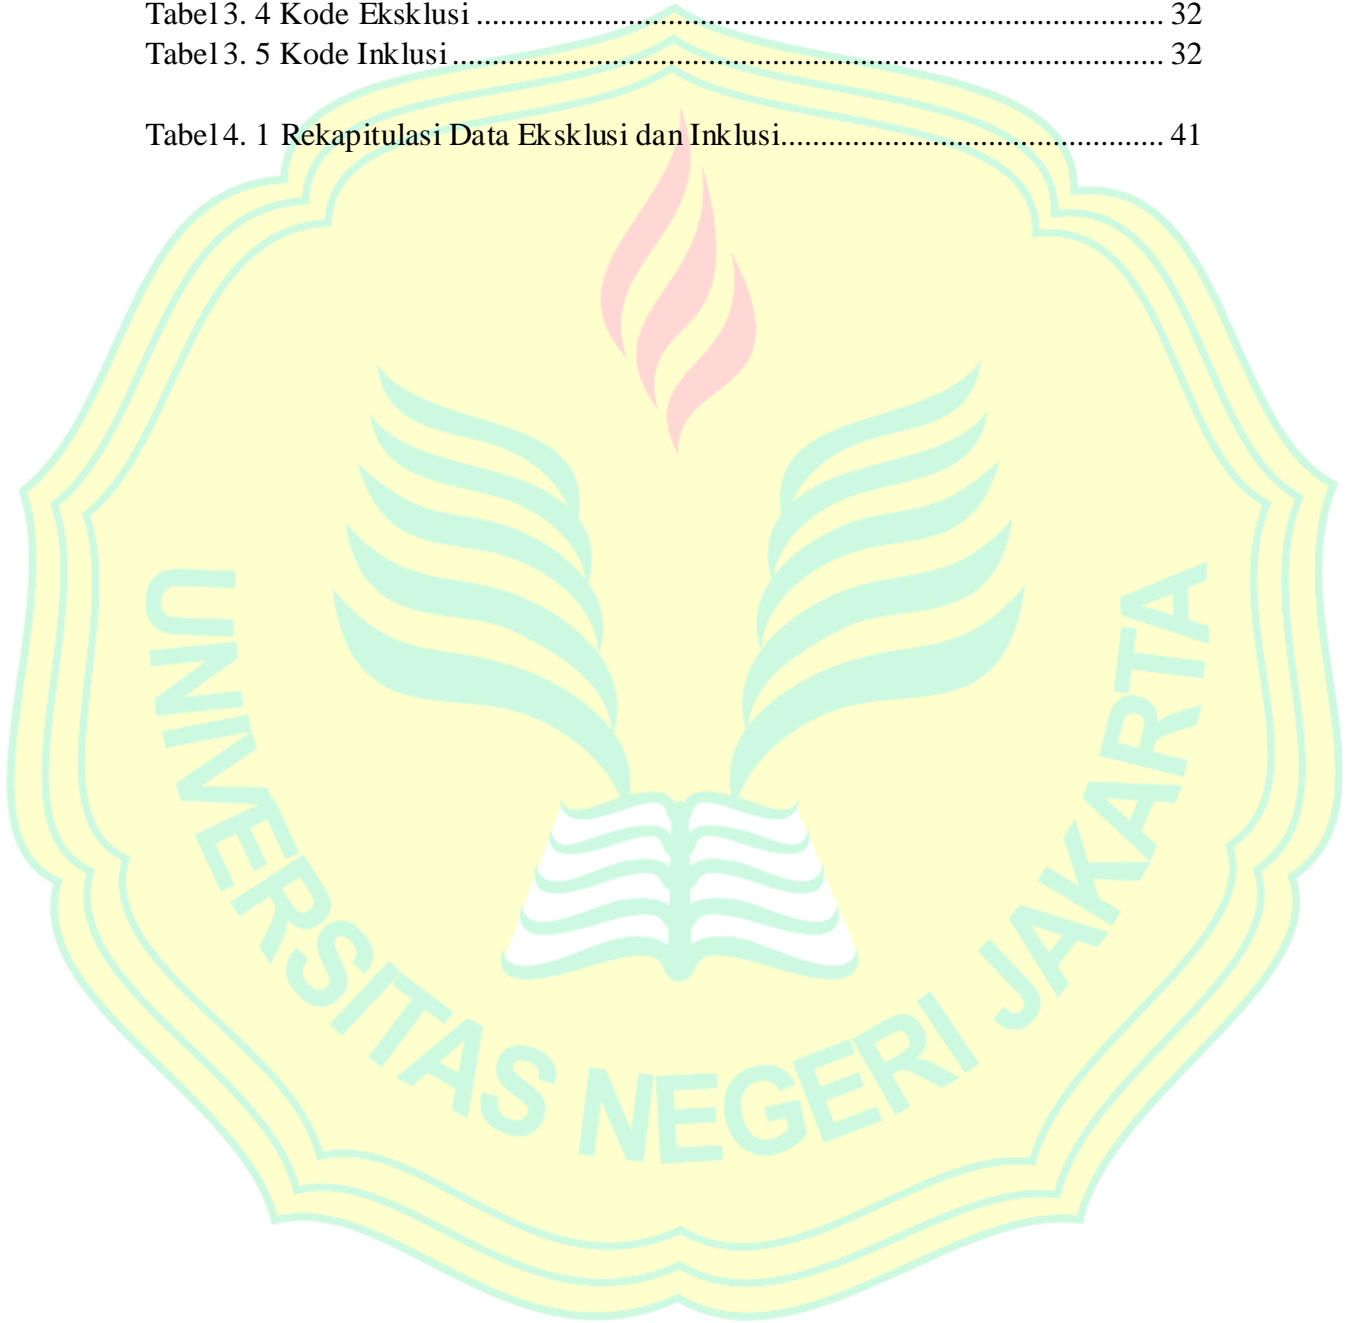 Tabel 3. 4 Kode Eksklusi .................................................................................... 32
Tabel 3. 5 Kode Inklusi ....................................................................................... 32
Tabel 4. 1 Rekapitulasi Data Eksklusi dan Inklusi............................................... 41
UNIVERSITAS NEGERI JAKARTA